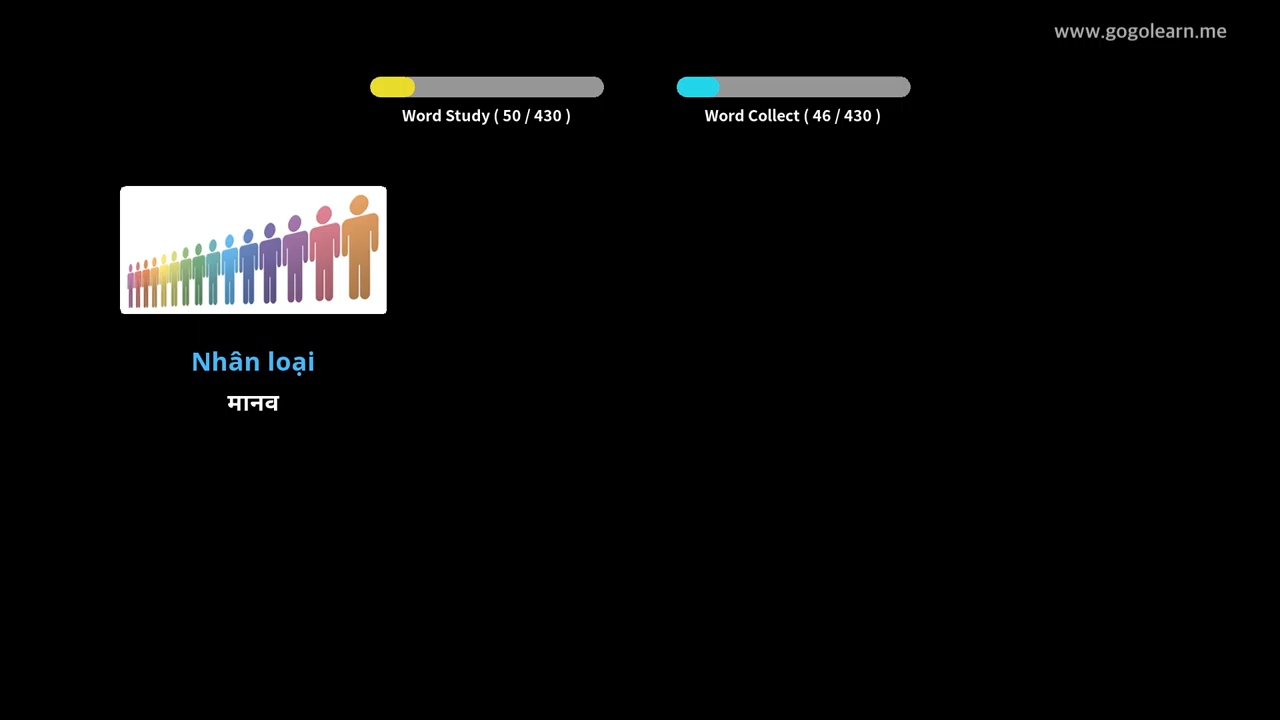 www.gogolearn.me
Word Study ( 50 / 430 )
Word Collect ( 46 / 430 )
Nhân loại
मानव